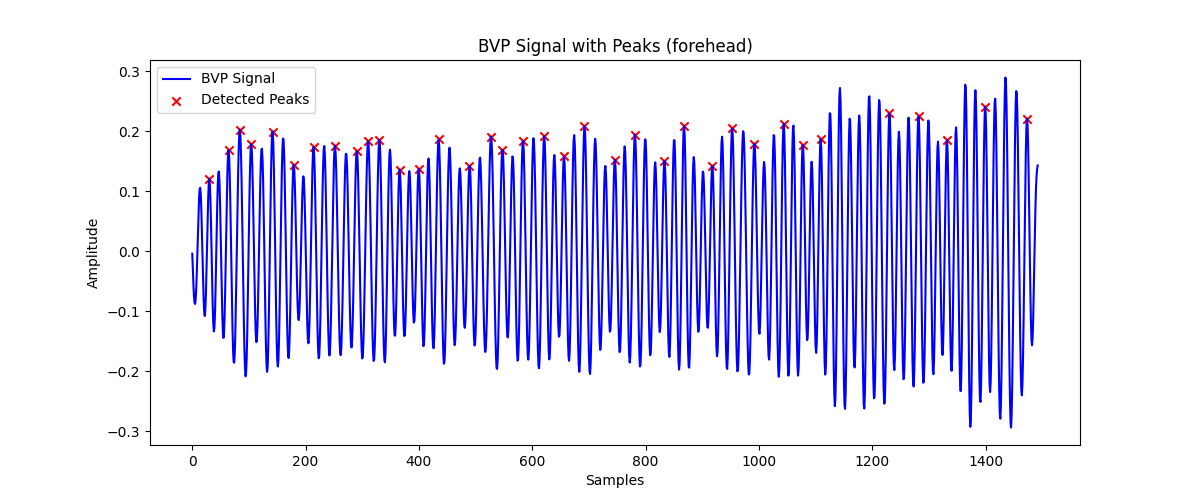 BVP Signal with Peaks (forehead)
BVP Signal
Detected Peaks
Amplitude
0.3
0.2
0.1
0.0
−0.1
−0.2
−0.3
0 200 400 600 800 1000 1200 1400
Samples